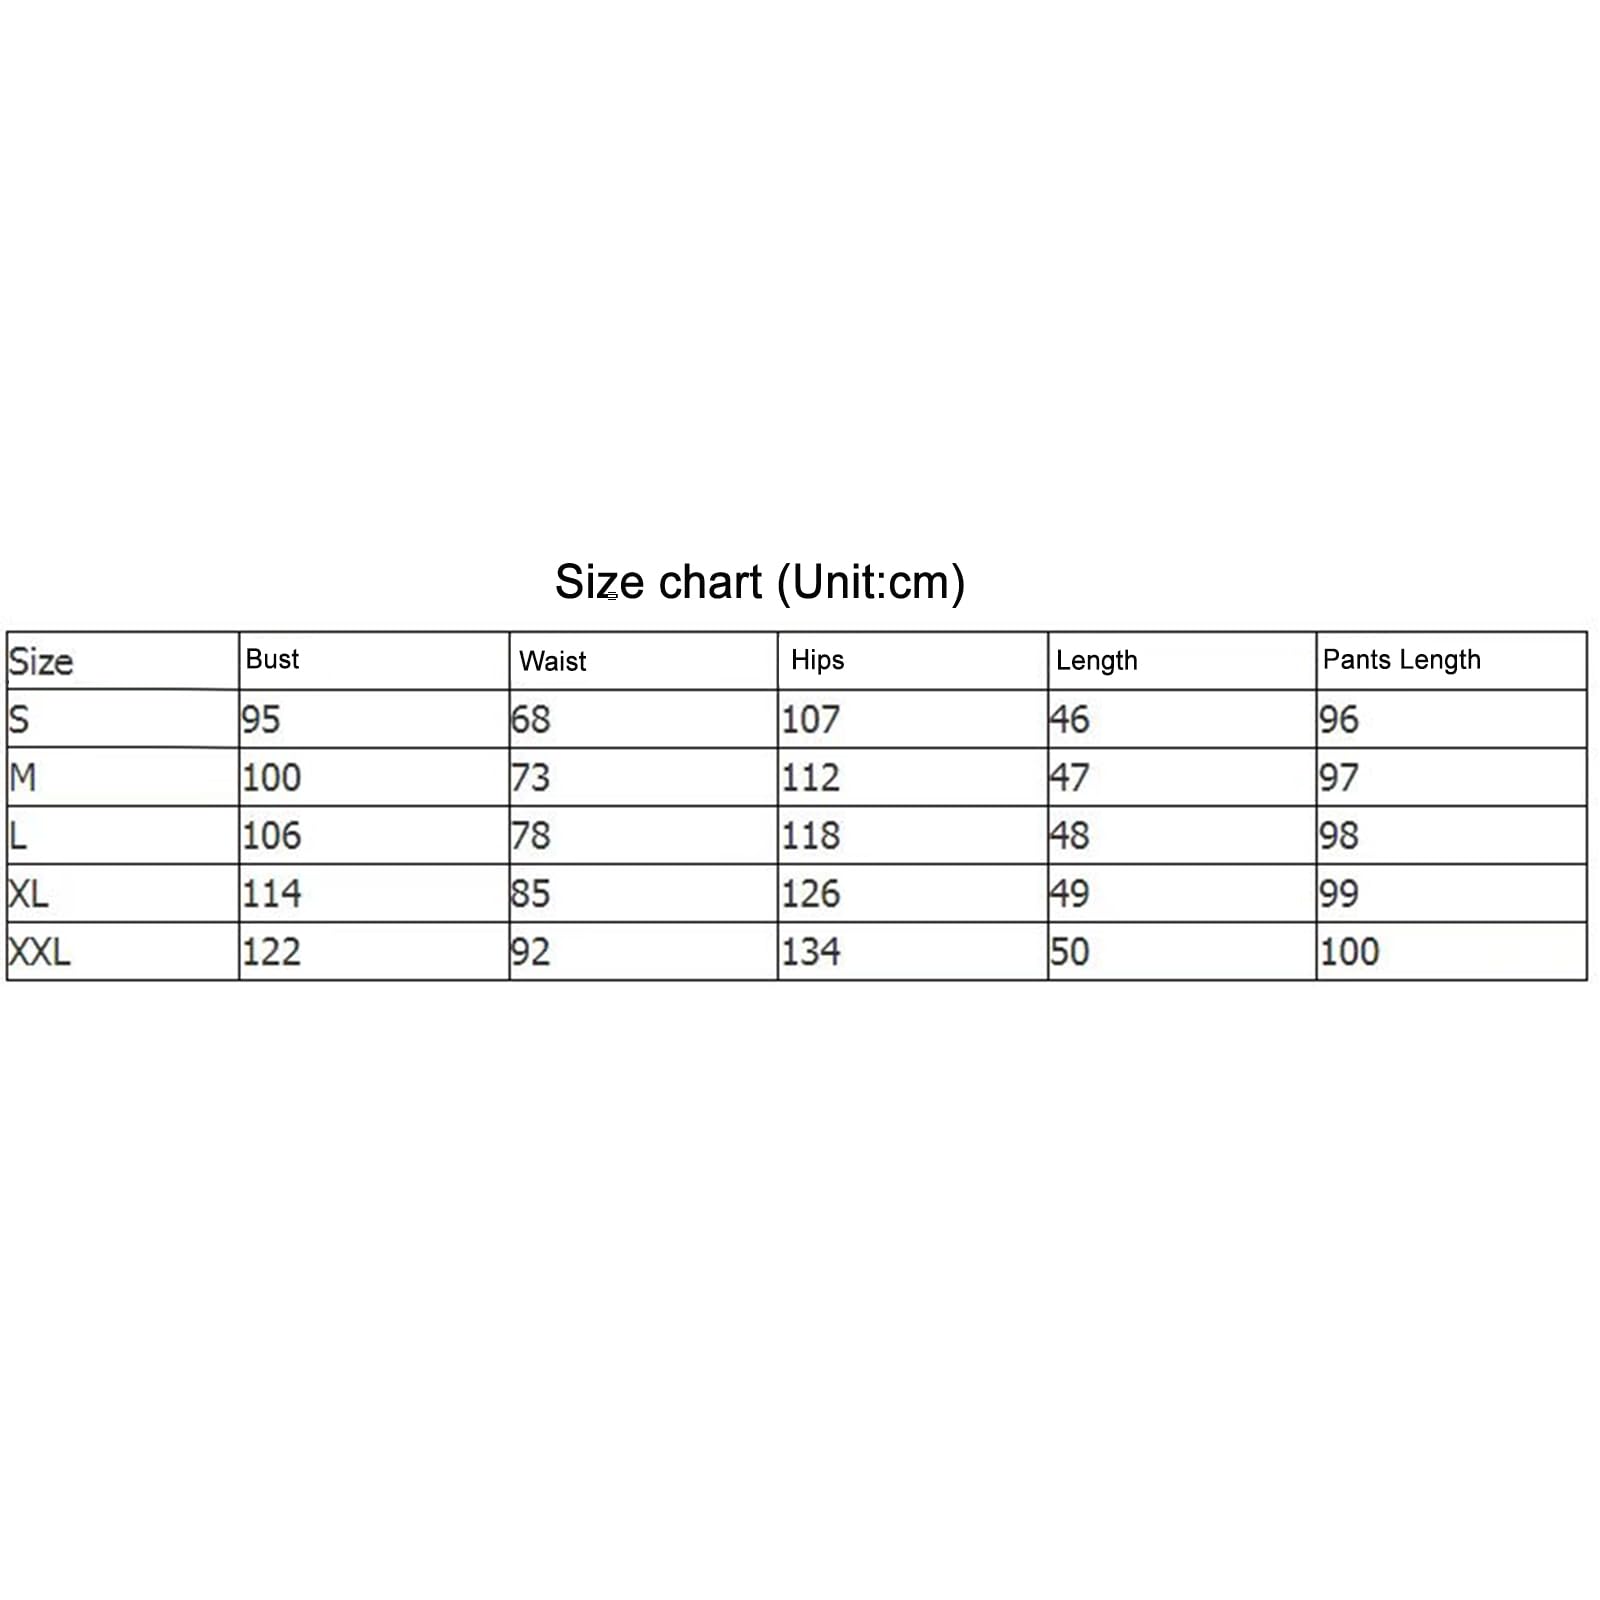 Size chart (Unit:cm)
Size Bust Waist Hips Length Pants Length
S 95 68 107 46 96
M 100 73 112 47 97
L 106 78 118 48 98
XL 114 85 126 49 99
XXL 122 92 134 50 100